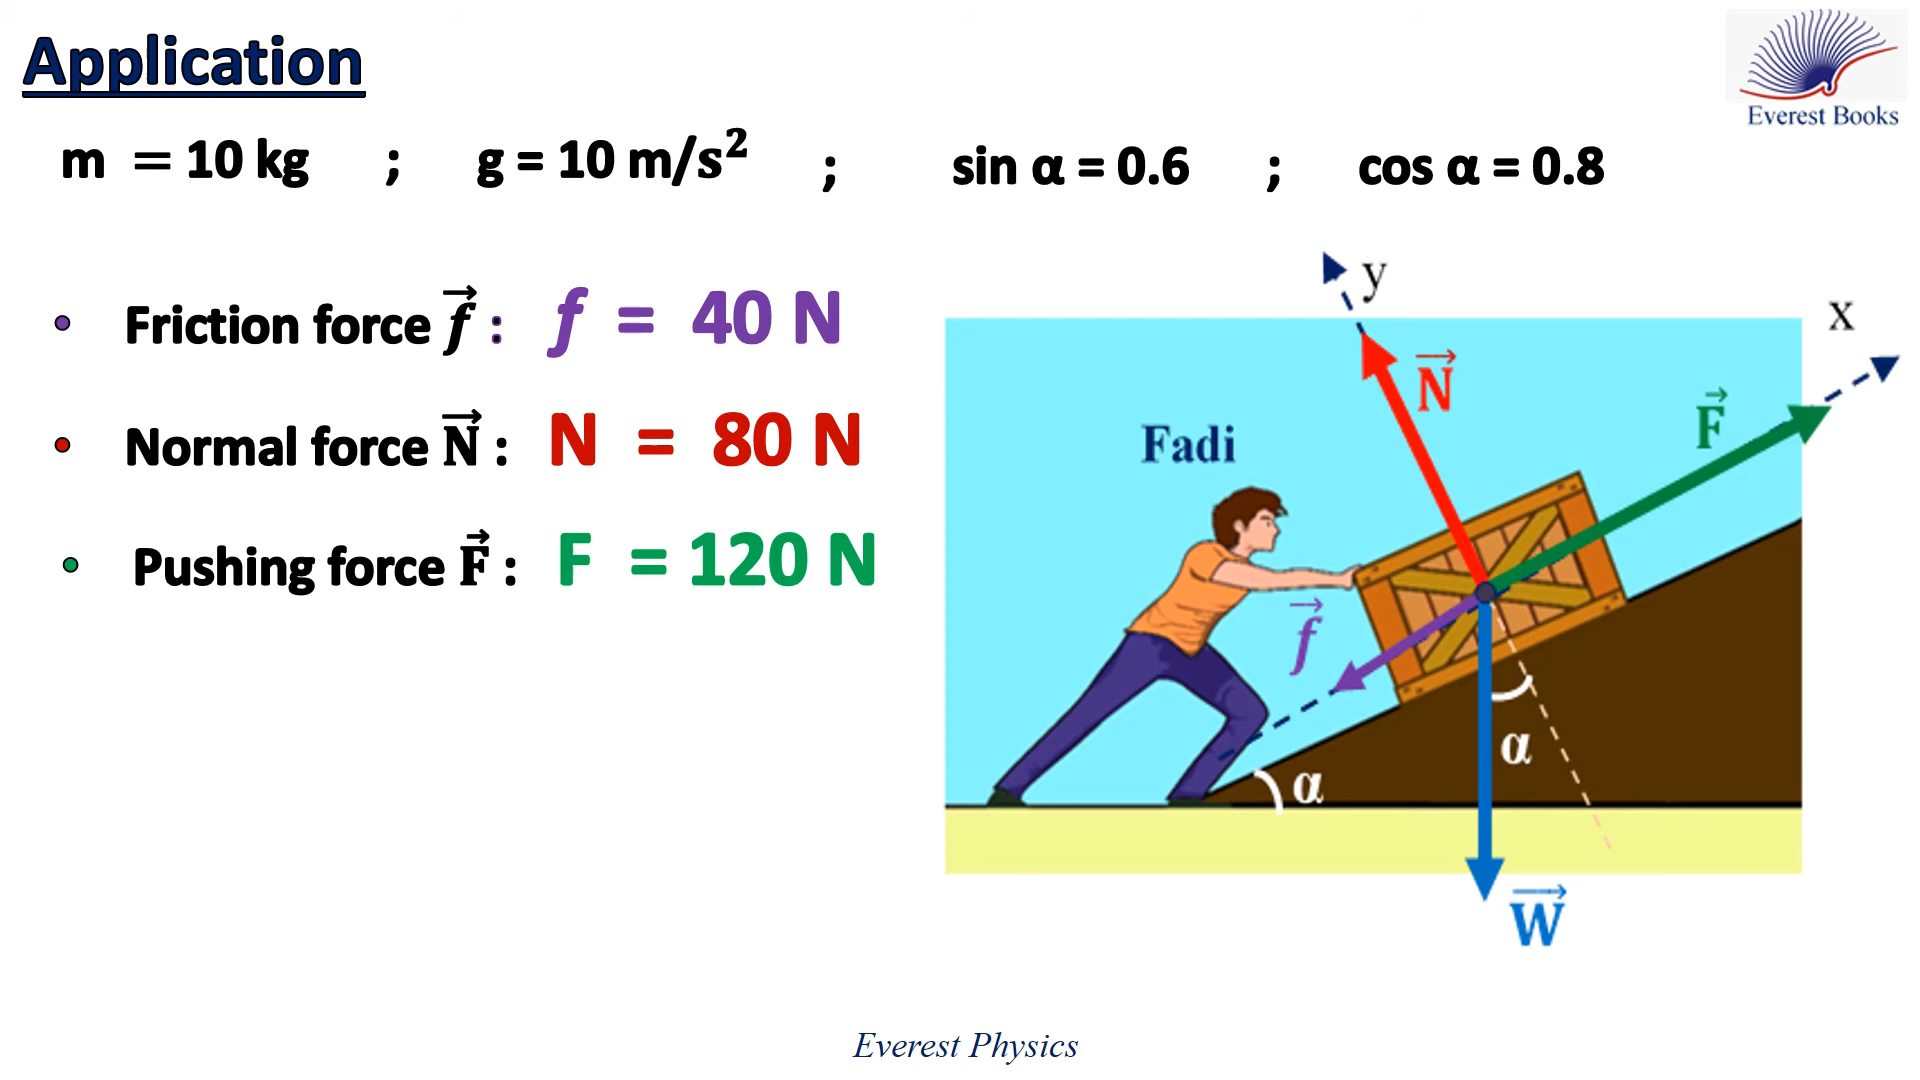 Application
Everest Books
m = 10 kg ; g = 10 m/s² ; sin α = 0.6 ; cos α = 0.8
• Friction force f⃗ : f = 40 N
• Normal force N⃗ : N = 80 N
• Pushing force F⃗ : F = 120 N
y
x
N⃗
F⃗
Fadi
f⃗
α
α
W⃗
Everest Physics